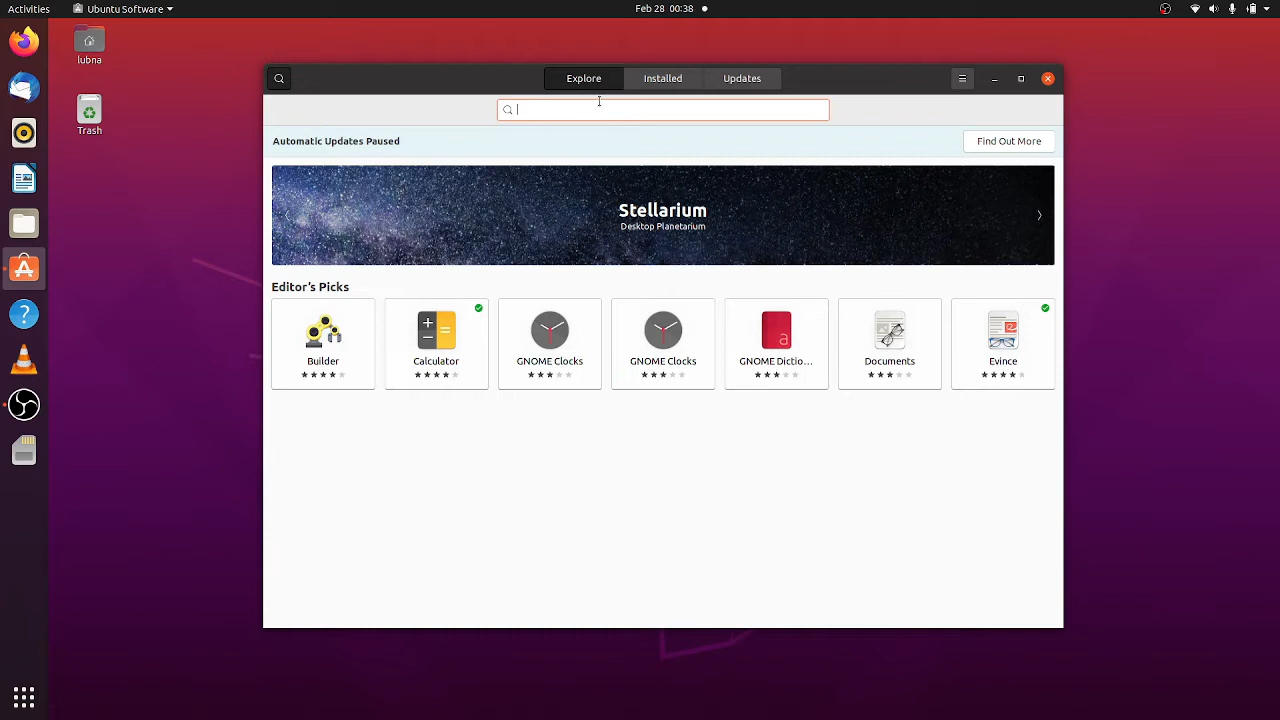 Activities
Ubuntu Software
Feb 28 00:38
lubna
Trash
Explore
Installed
Updates
Automatic Updates Paused
Find Out More
Stellarium
Desktop Planetarium
Editor's Picks
Builder
Calculator
GNOME Clocks
GNOME Clocks
GNOME Dictio...
Documents
Evince